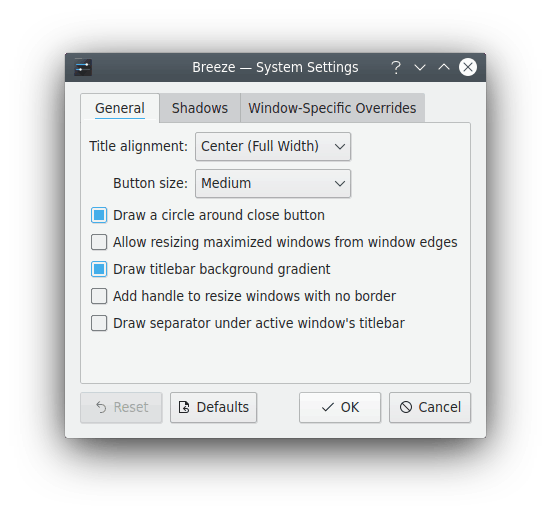 Breeze — System Settings ?
General Shadows Window-Specific Overrides
Title alignment: Center (Full Width)
Button size: Medium
Draw a circle around close button
Allow resizing maximized windows from window edges
Draw titlebar background gradient
Add handle to resize windows with no border
Draw separator under active window's titlebar
Reset Defaults OK Cancel